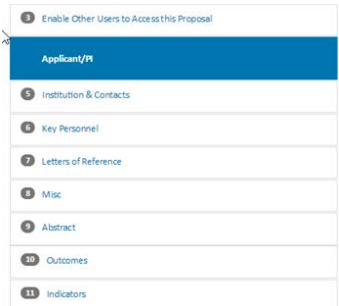 3 Enable Other Users to Access this Proposal
Applicant/PI
5 Institution & Contacts
6 Key Personnel
7 Letters of Reference
8 Misc
9 Abstract
10 Outcomes
11 Indicators